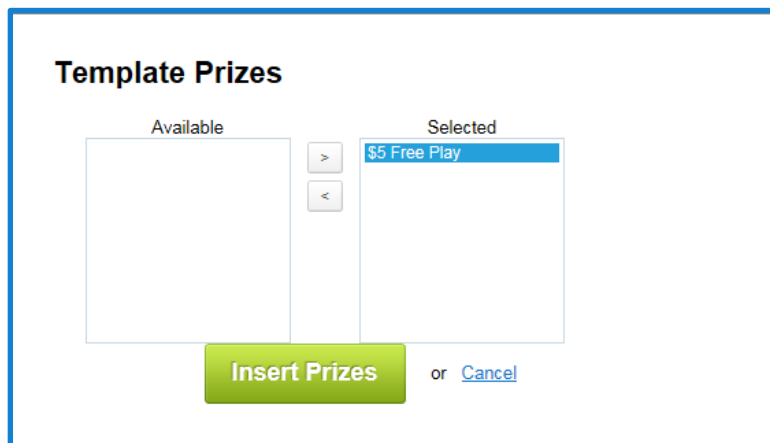 Template Prizes
Available
Selected
>
$5 Free Play
<
Insert Prizes
or Cancel